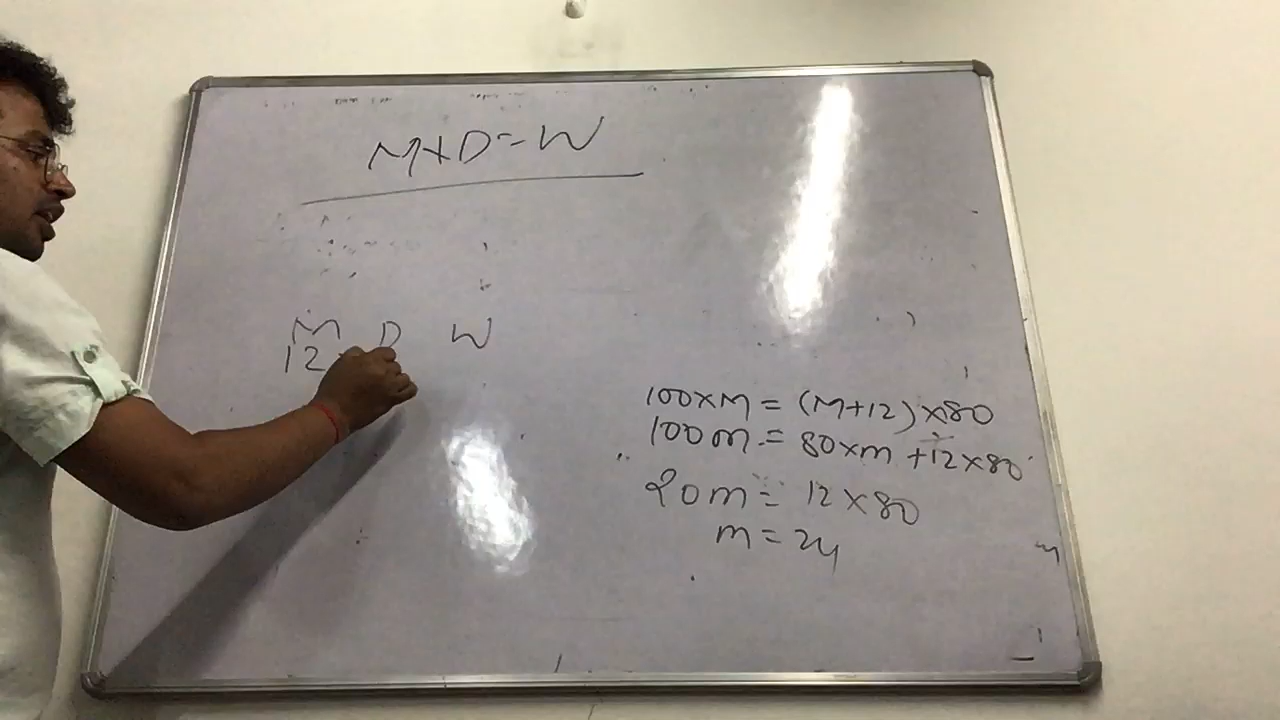 M×D=W
M D W
12
100×M = (M+12)×80
100m = 80×m +12×80
20m = 12×80
m = 24